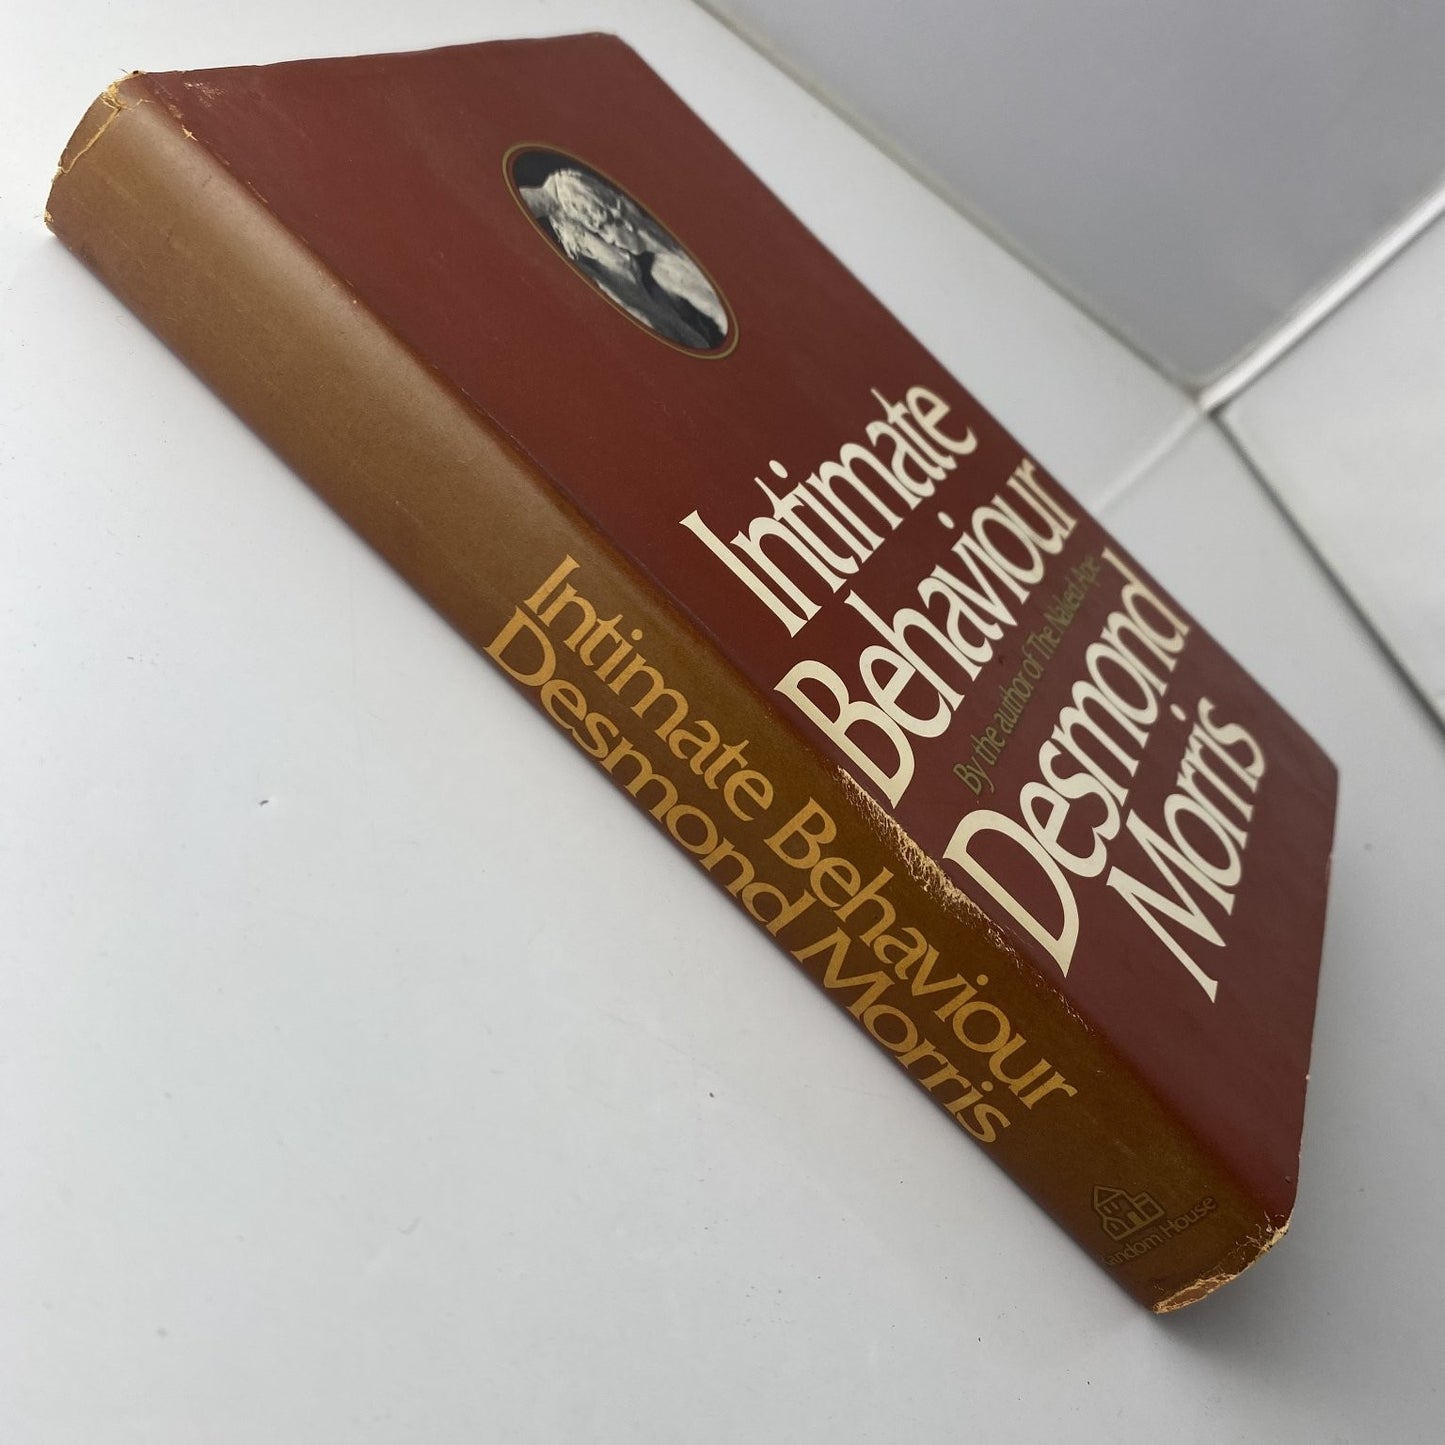 Intimate
Behaviour
By the author of The Naked Ape
Desmond
Morris
Intimate Behaviour
Desmond Morris
Random House